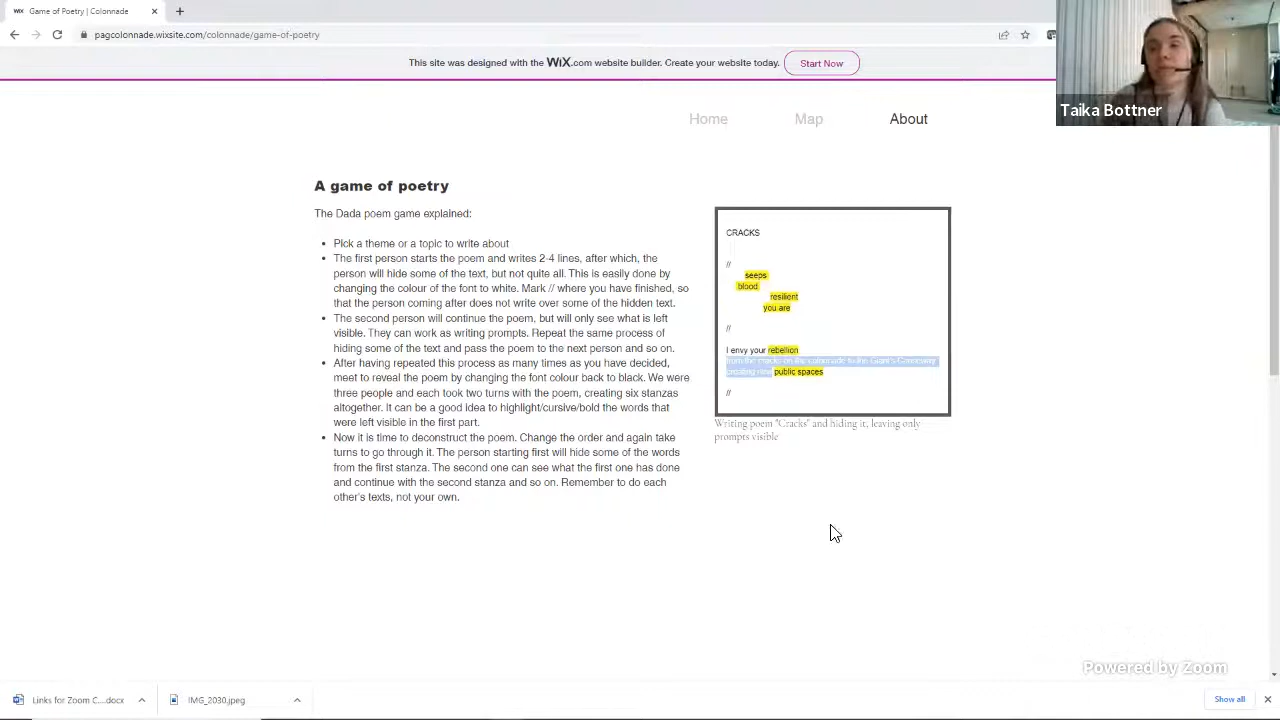 Game of Poetry | Colonnade
pagcolonnade.wixsite.com/colonnade/game-of-poetry
This site was designed with the WiX.com website builder. Create your website today.
Start Now
Taika Bottner
Home
Map
About
A game of poetry
The Dada poem game explained:
Pick a theme or a topic to write about
The first person starts the poem and writes 2-4 lines, after which, the
person will hide some of the text, but not quite all. This is easily done by
changing the colour of the font to white. Mark // where you have finished, so
that the person coming after does not write over some of the hidden text.
The second person will continue the poem, but will only see what is left
visible. They can work as writing prompts. Repeat the same process of
hiding some of the text and pass the poem to the next person and so on.
After having repeated this process as many times as you have decided,
meet to reveal the poem by changing the font colour back to black. We were
three people and each took two turns with the poem, creating six stanzas
altogether. It can be a good idea to highlight/cursive/bold the words that
were left visible in the first part.
Now it is time to deconstruct the poem. Change the order and again take
turns to go through it. The person starting first will hide some of the words
from the first stanza. The second one can see what the first one has done
and continue with the second stanza and so on. Remember to do each
other's texts, not your own.
CRACKS
//
seeps
blood
resilient
you are
//
I envy your rebellion
from the cracks on the colonnade to the Giant's Causeway
creating new public spaces
//
Writing poem "Cracks" and hiding it, leaving only
prompts visible
Powered by Zoom
Links for Zoom C....docx
IMG_2030.jpeg
Show all